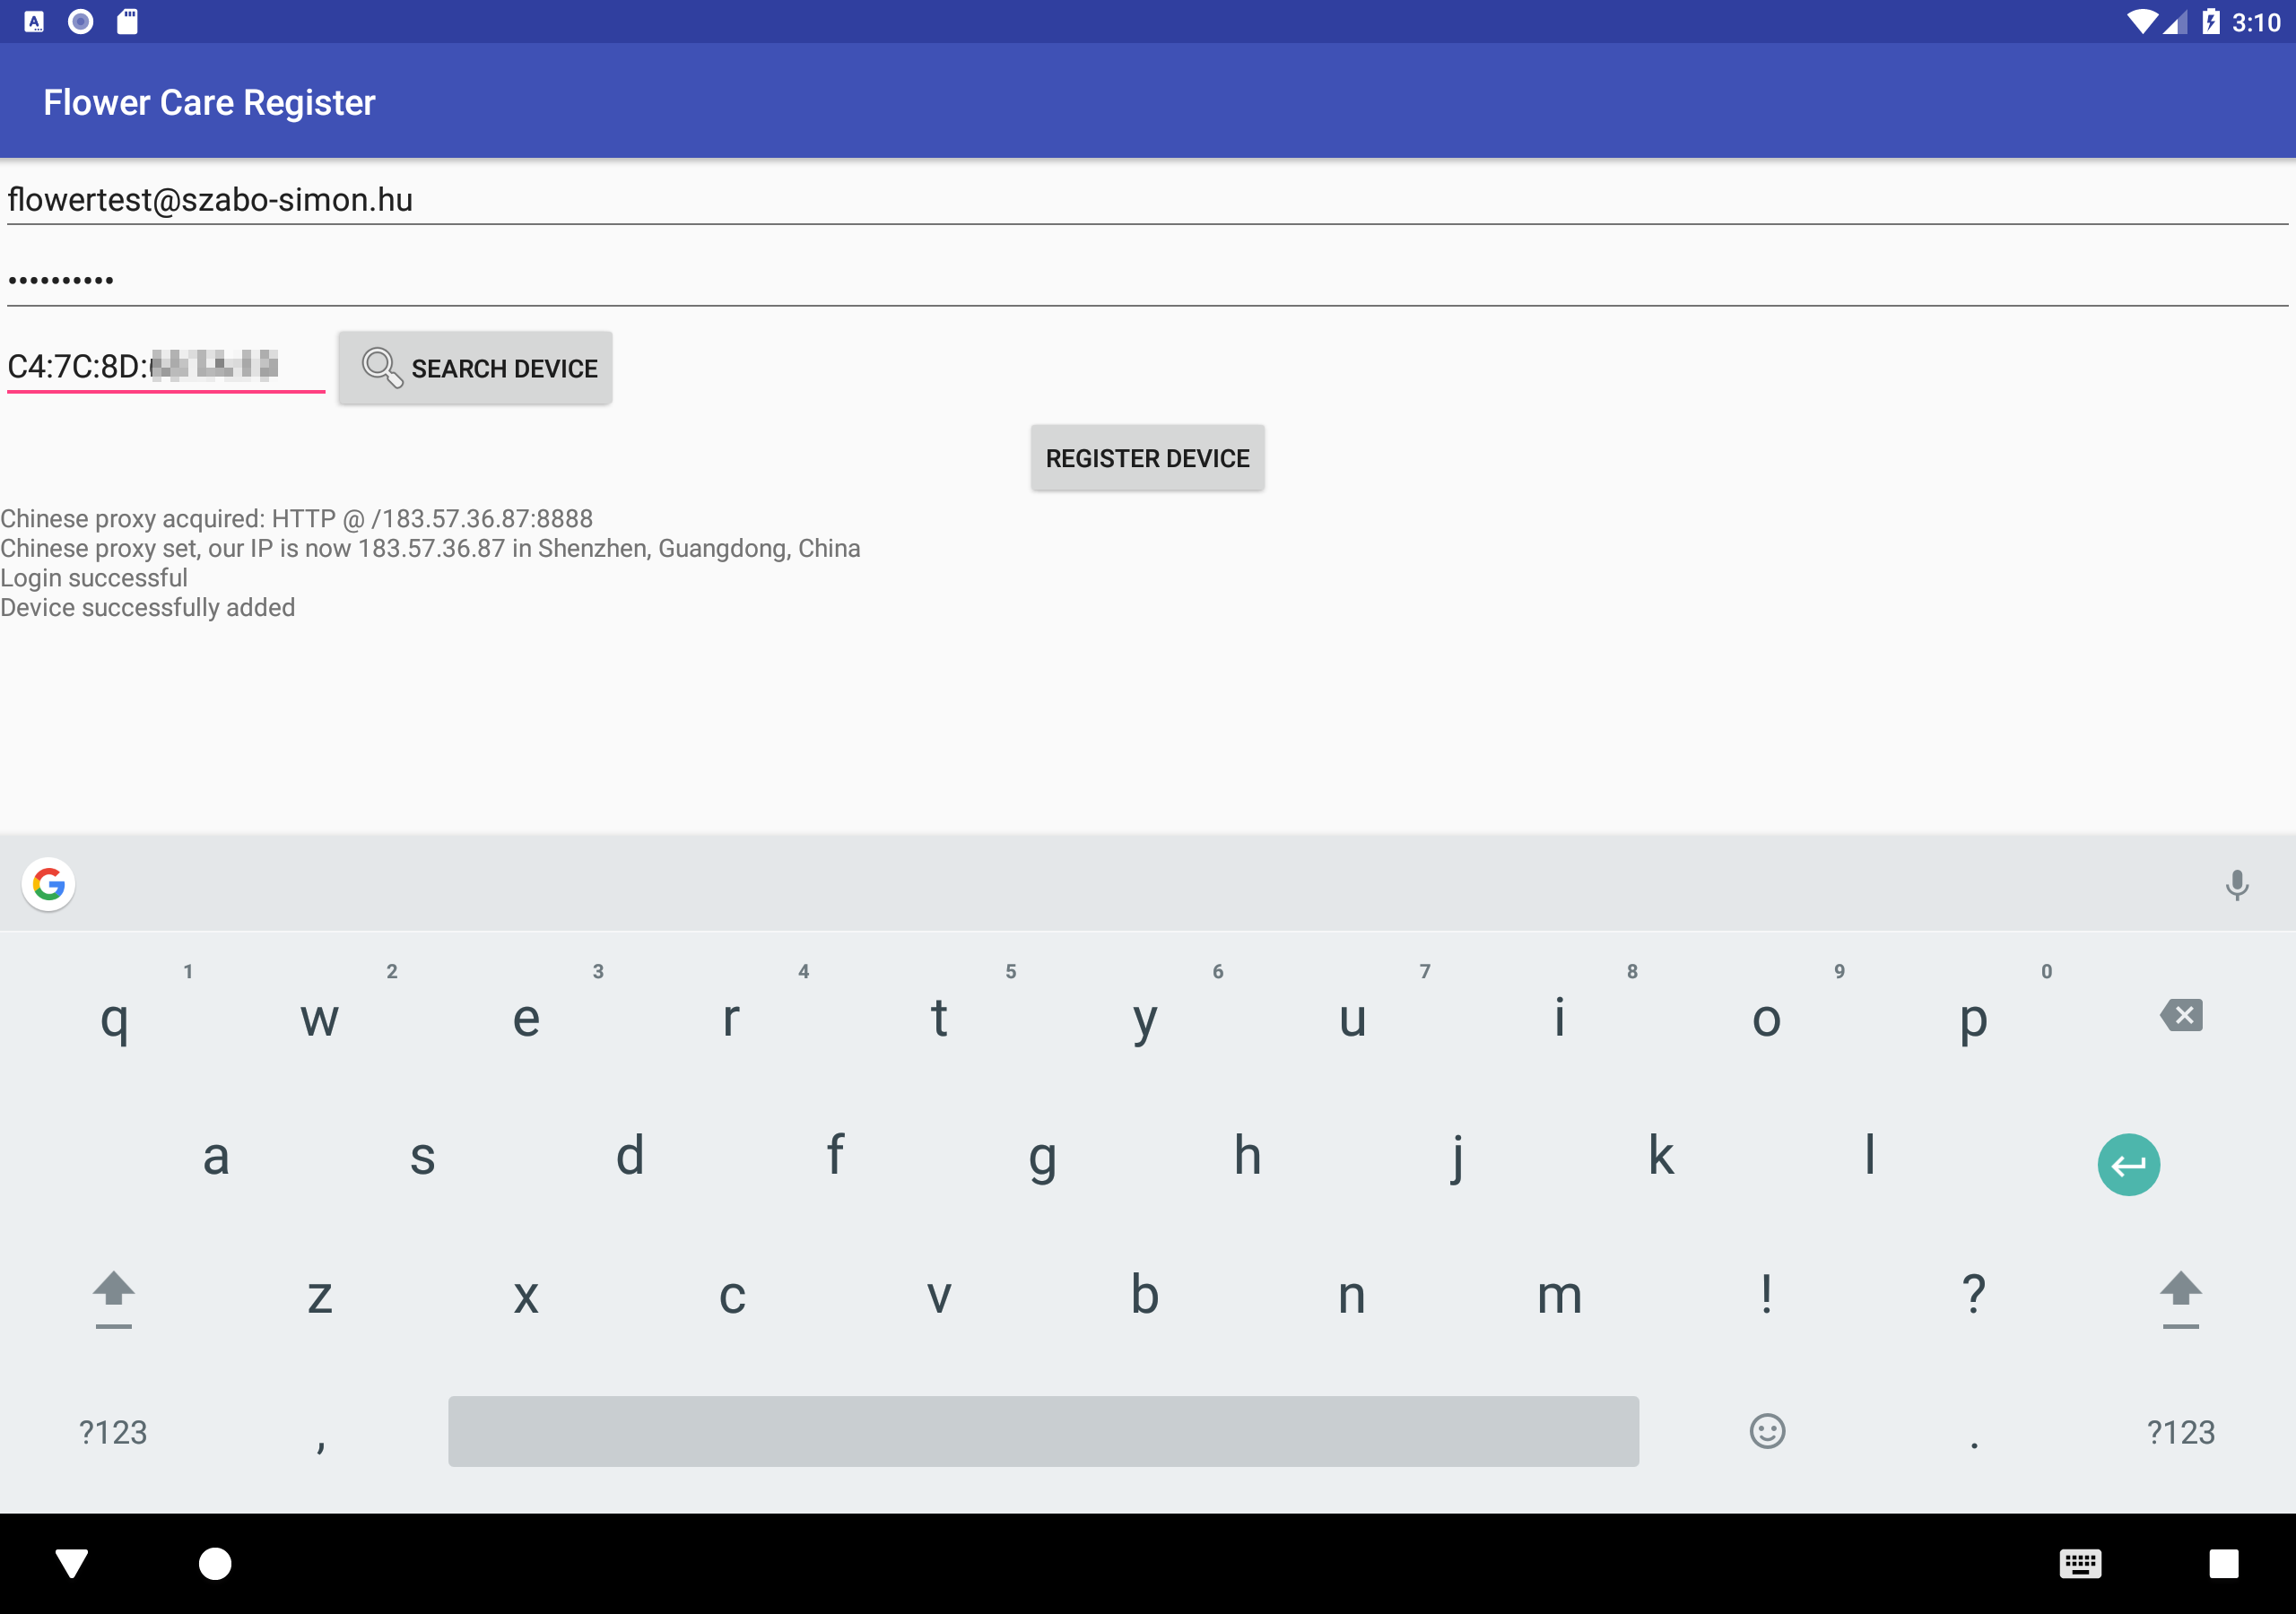 3:10
Flower Care Register
flowertest@szabo-simon.hu
••••••••••
C4:7C:8D: SEARCH DEVICE
REGISTER DEVICE
Chinese proxy acquired: HTTP @ /183.57.36.87:8888
Chinese proxy set, our IP is now 183.57.36.87 in Shenzhen, Guangdong, China
Login successful
Device successfully added
1 2 3 4 5 6 7 8 9 0
q w e r t y u i o p
a s d f g h j k l
z x c v b n m ! ?
?123 , . ?123